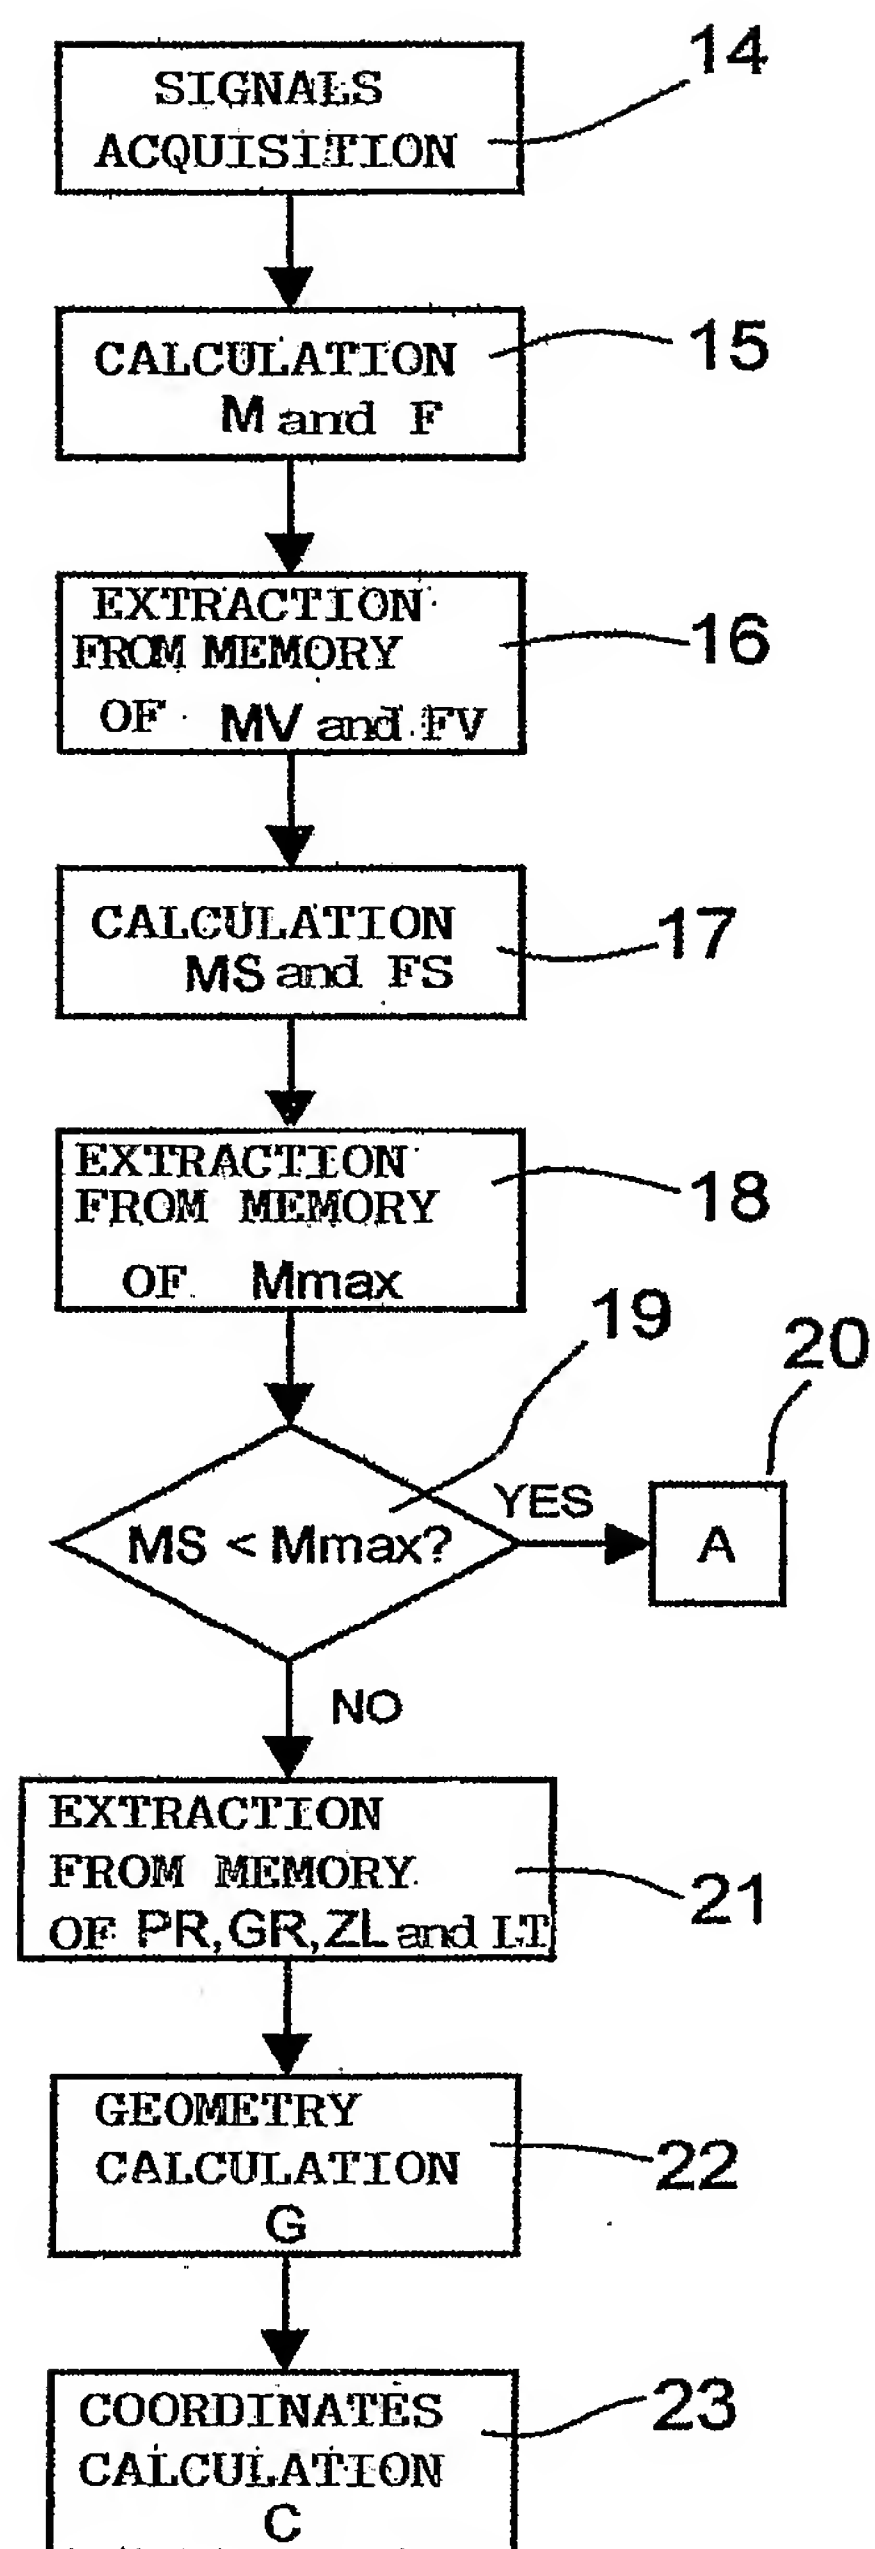 14
SIGNALS
ACQUISITION
15
CALCULATION
M and F
EXTRACTION
16
FROM MEMORY
OF MV and FV
CALCULATION
17
MS and FS
EXTRACTION
18
FROM MEMORY
OF Mmax
19
20
YES
MS < Mmax?
A
NO
EXTRACTION
FROM MEMORY
21
OF PR, GR, ZL and LT
GEOMETRY
CALCULATION
22
G
COORDINATES
23
CALCULATION
C